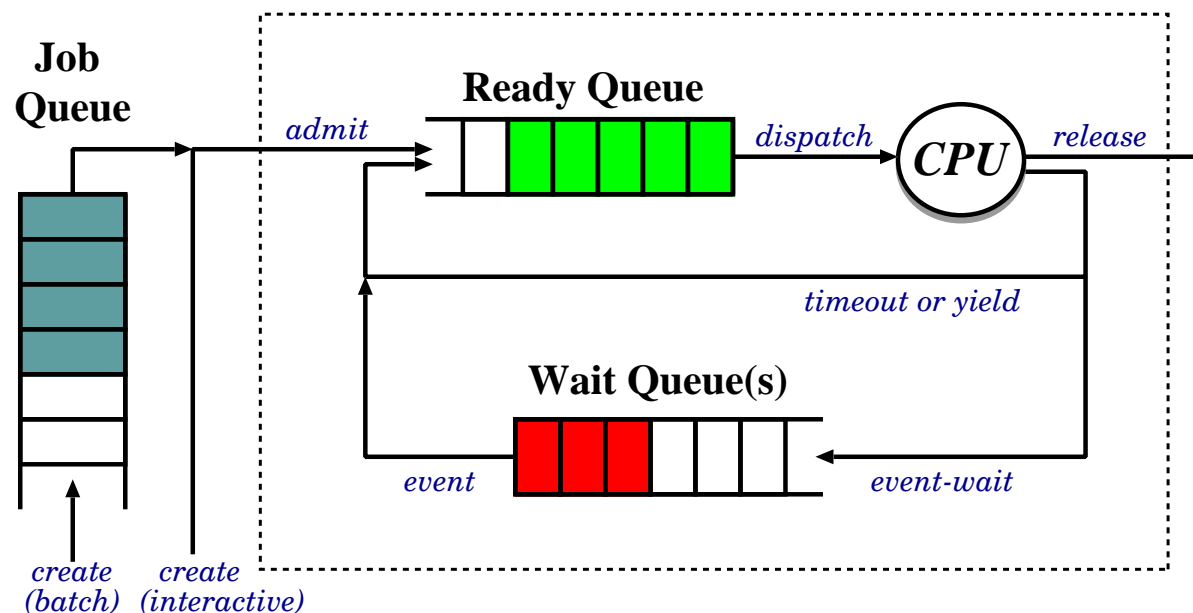 Job
Queue
Ready Queue
admit
dispatch
CPU
release
timeout or yield
Wait Queue(s)
event
event-wait
create
(batch)
create
(interactive)